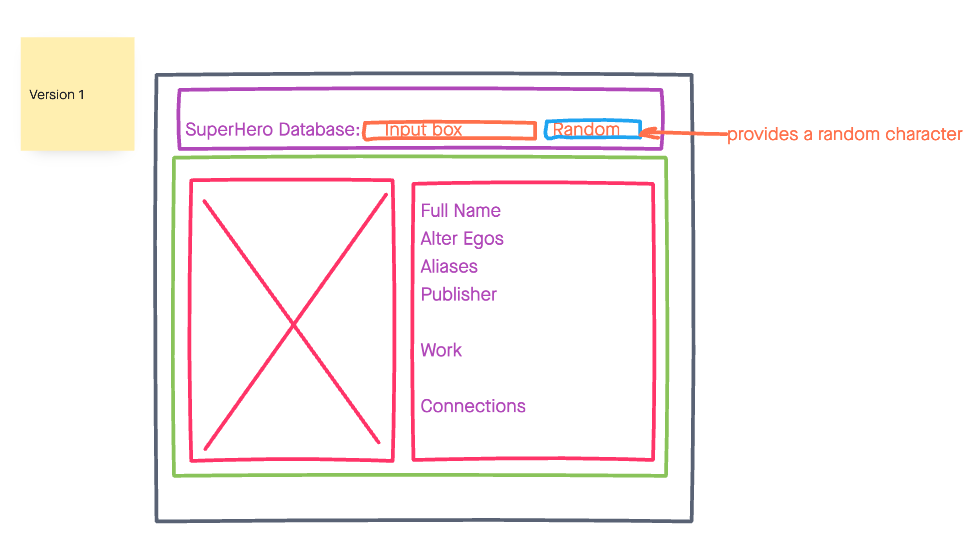 Version 1
SuperHero Database: Input box Random
provides a random character
Full Name
Alter Egos
Aliases
Publisher
Work
Connections